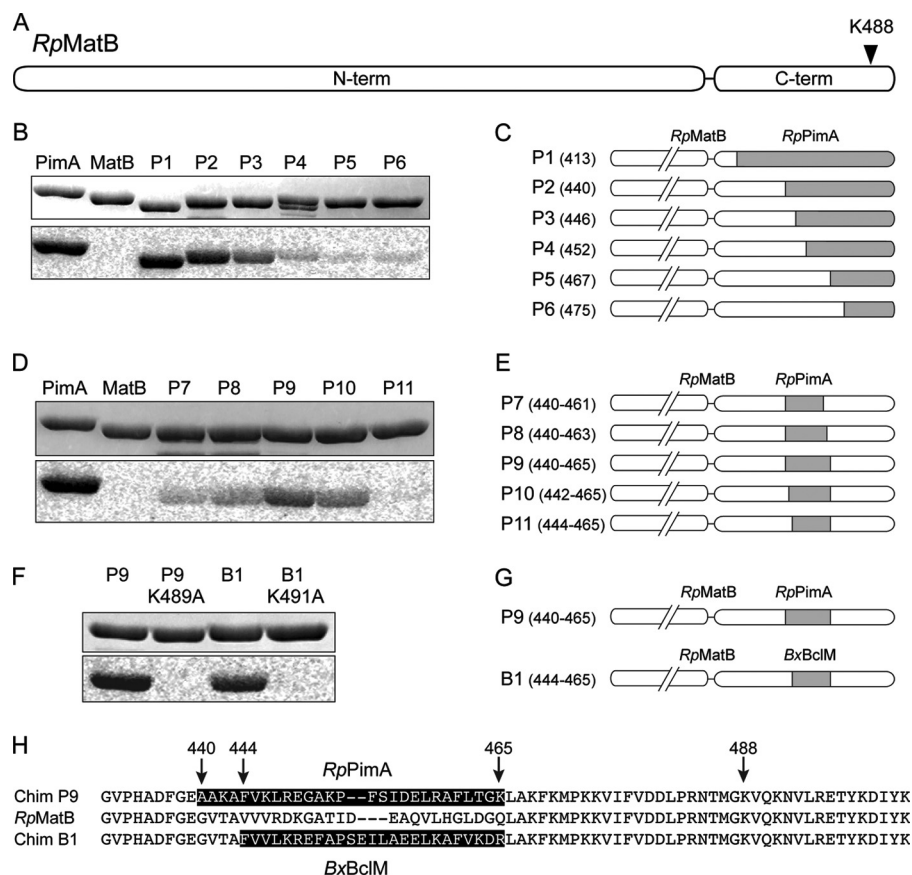 A
RpMatB
K488
N-term
C-term
B
PimA MatB P1 P2 P3 P4 P5 P6
C
RpMatB RpPimA
P1 (413)
P2 (440)
P3 (446)
P4 (452)
P5 (467)
P6 (475)
D
PimA MatB P7 P8 P9 P10 P11
E
RpMatB RpPimA
P7 (440-461)
P8 (440-463)
P9 (440-465)
P10 (442-465)
P11 (444-465)
F
P9 P9 K489A B1 B1 K491A
G
RpMatB RpPimA
P9 (440-465)
RpMatB BxBclM
B1 (444-465)
H
440 444 465 488
RpPimA
Chim P9 GVPHADFGEAAKAFVKLREGAKP--FSIDELRAFLTGKLAKFKMPKKVIFVDDLPRNTMGKVQKNVLRETYKDIYK
RpMatB GVPHADFGEGVTAVVVRDKGATID---EAQVLHGLDGQLAKFKMPKKVIFVDDLPRNTMGKVQKNVLRETYKDIYK
Chim B1 GVPHADFGEGVTAFVVLKREFAPSEILAEELKAFVKDRLAKFKMPKKVIFVDDLPRNTMGKVQKNVLRETYKDIYK
BxBclM